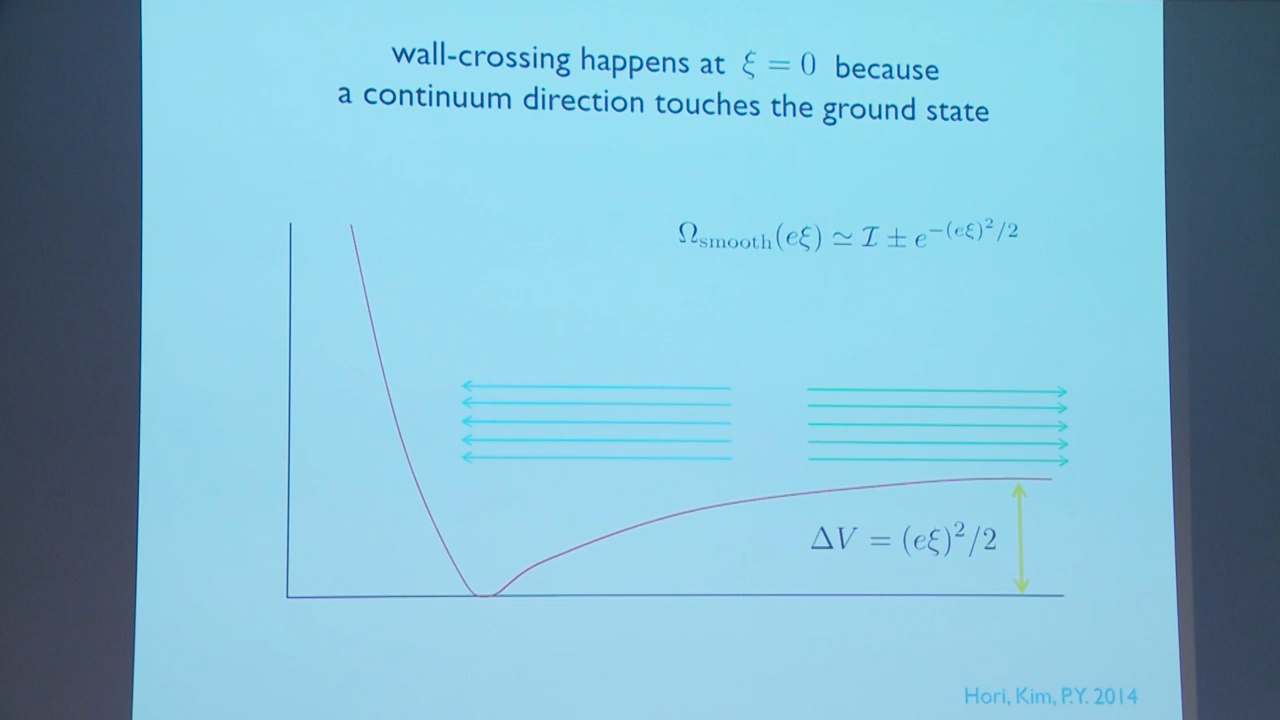 wall-crossing happens at ξ = 0 because
a continuum direction touches the ground state
Ω_smooth(eξ) ≃ 𝓘 ± e^{-(eξ)^2/2}
ΔV = (eξ)^2/2
Hori, Kim, P.Y. 2014